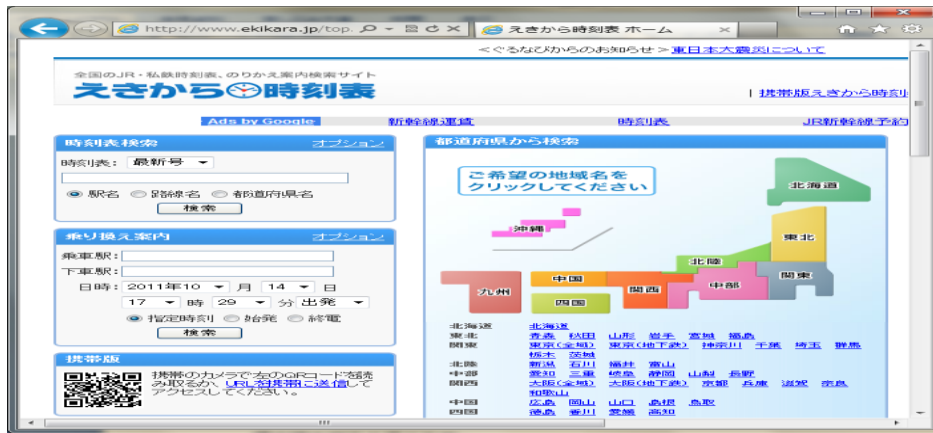 http://www.ekikara.jp/top.
えきから時刻表 ホーム
<ぐるなびからのお知らせ>東日本大震災について
全国のJR・私鉄時刻表、のりかえ案内検索サイト
えきから時刻表
| 携帯版えきから時刻
Ads by Google 新幹線運賃 時刻表 JR新幹線予約
時刻表検索 オプション
時刻表: 最新号
駅名 路線名 都道府県名
検索
乗り換え案内 オプション
乗車駅:
下車駅:
日時: 2011年10 月 14 日
17 時 29 分 出発
指定時刻 始発 終電
検索
携帯版
携帯のカメラで左のQRコードを読
み取るか、URLを携帯に送信して
アクセスしてください。
都道府県から検索
ご希望の地域名を
クリックしてください
北海道
沖縄
東北
北陸
関東
中国
九州
関西
中部
四国
北海道 北海道
東北 青森 秋田 山形 岩手 宮城 福島
関東 東京(全域) 東京(地下鉄) 神奈川 千葉 埼玉 群馬
栃木 茨城
北陸 新潟 石川 福井 富山
中部 愛知 三重 岐阜 静岡 山梨 長野
関西 大阪(全域) 大阪(地下鉄) 京都 兵庫 滋賀 奈良
和歌山
中国 広島 岡山 山口 島根 鳥取
四国 徳島 香川 愛媛 高知